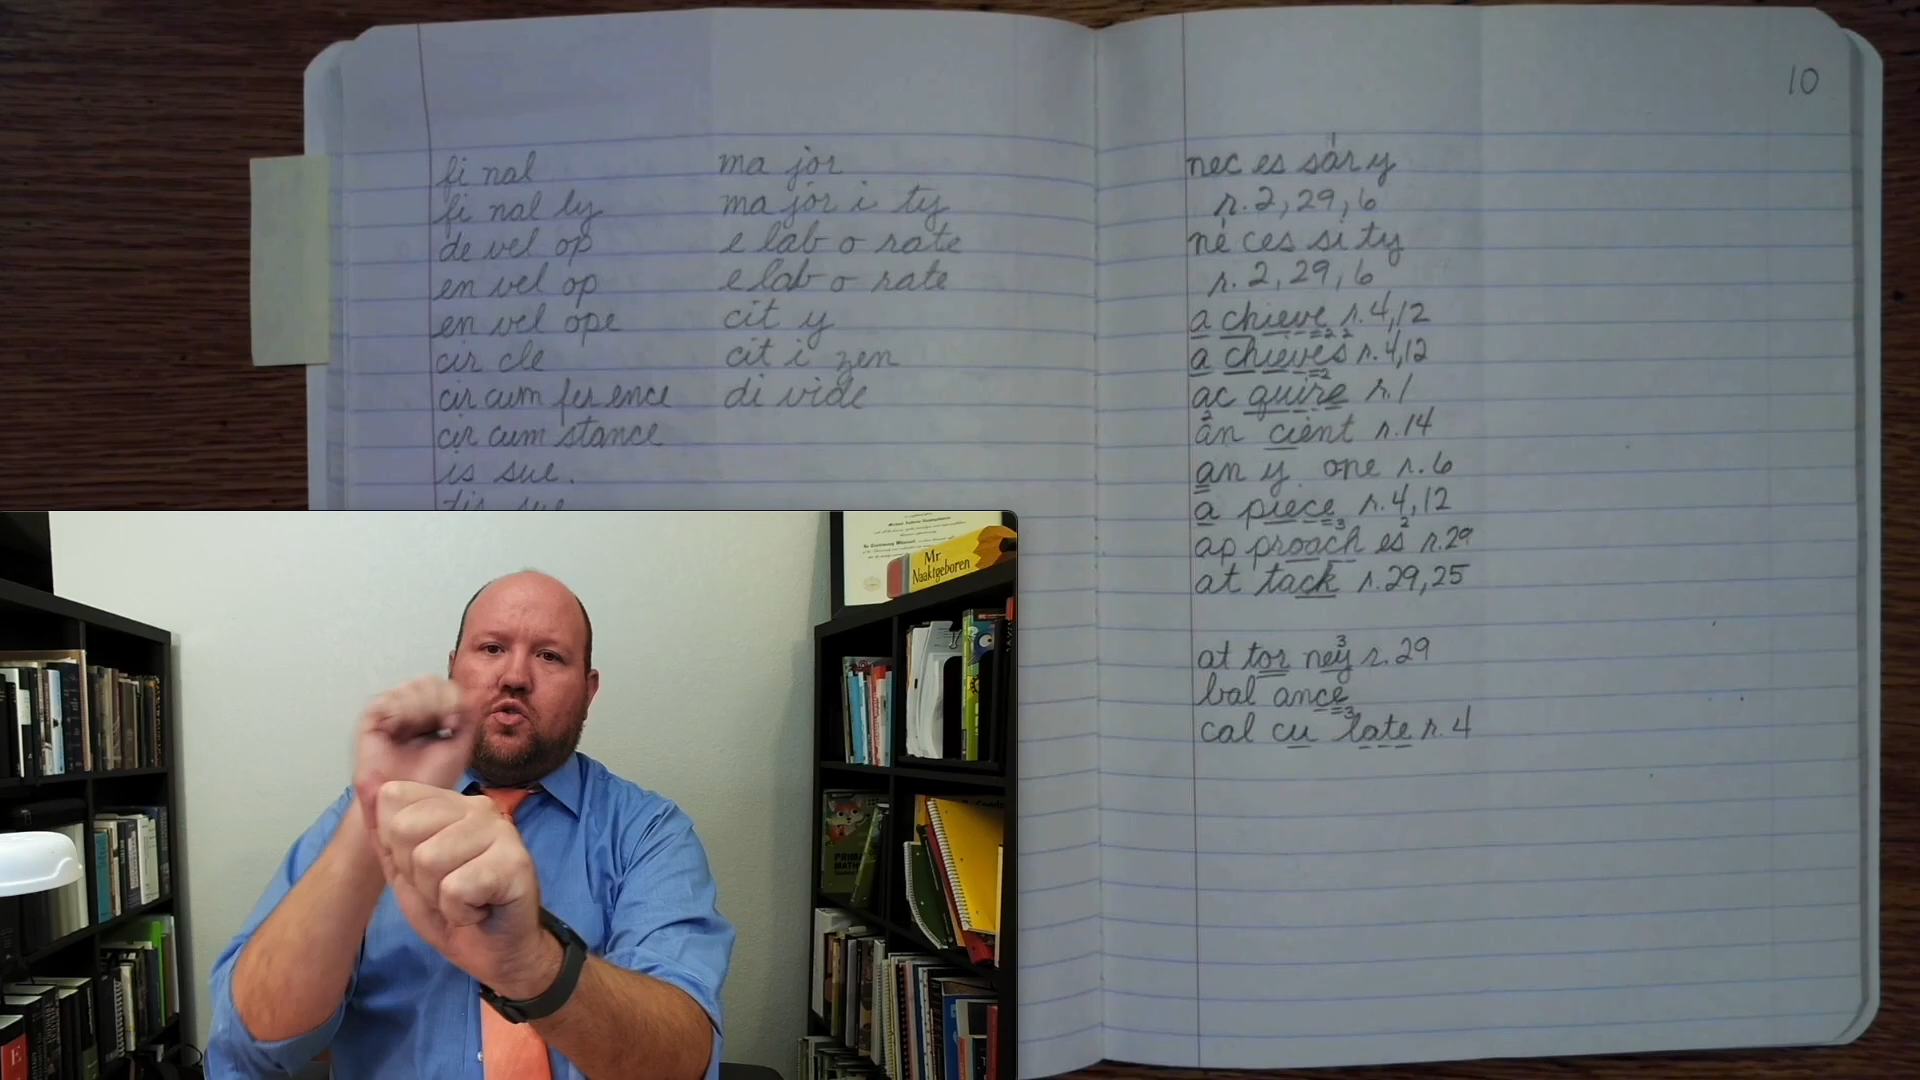 10
fi nal
fi nal ly
de vel op
en vel op
en vel ope
cir cle
cir cum fer ence
cir cum stance
is sue.
tis sue
ma jor
ma jor i ty
e lab o rate
e lab o rate
cit y
cit i zen
di vide
nec es sar y
r. 2, 29, 6
ne ces si ty
r. 2, 29, 6
a chieve r. 4, 12
a chieves r. 4, 12
ac quire r. 1
an cient r. 14
an y one r. 6
a piece r. 4, 12
ap proach es r. 29
at tack r. 29, 25
at tor ney r. 29
bal ance
cal cu late r. 4
Mr
Naaktgeboren